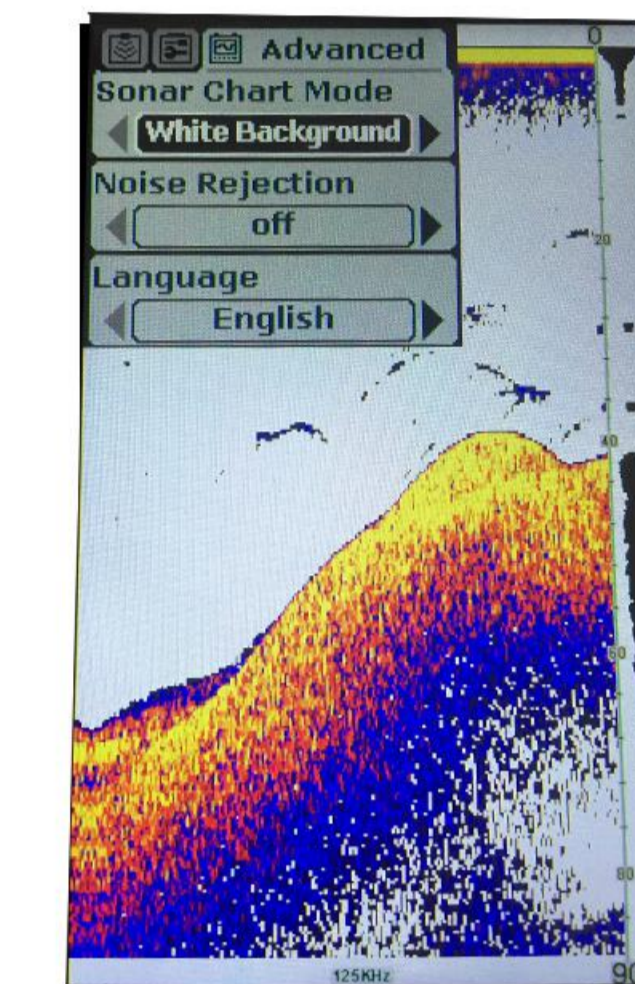 Advanced
Sonar Chart Mode
White Background
Noise Rejection
off
Language
English
0
20
40
60
80
90
125KHz